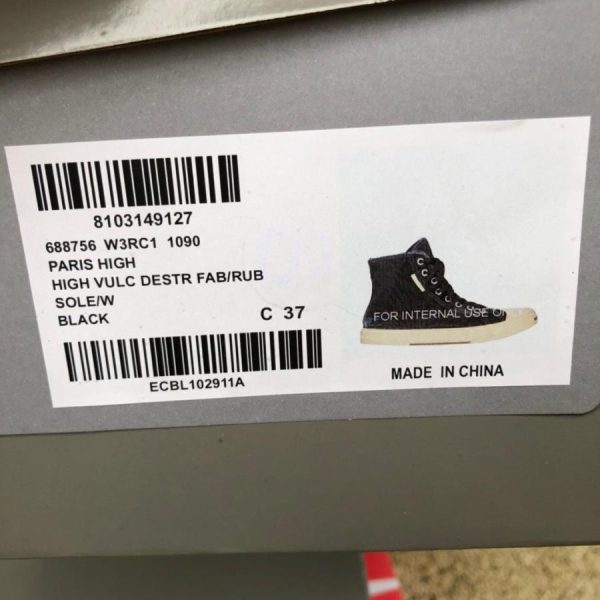 8103149127
688756 W3RC1 1090
PARIS HIGH
HIGH VULC DESTR FAB/RUB
SOLE/W
BLACK
C 37
ECBL102911A
FOR INTERNAL USE
MADE IN CHINA